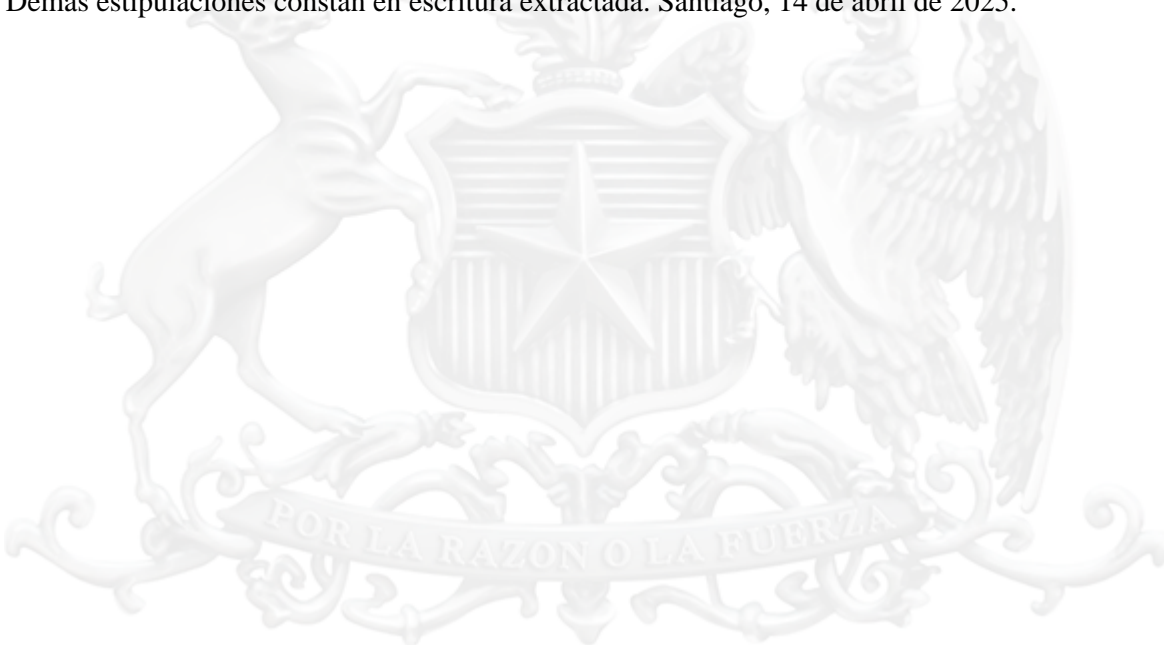 Demás estipulaciones constan en escritura extractada. Santiago, 14 de abril de 2025.
POR LA RAZON O LA FUERZA